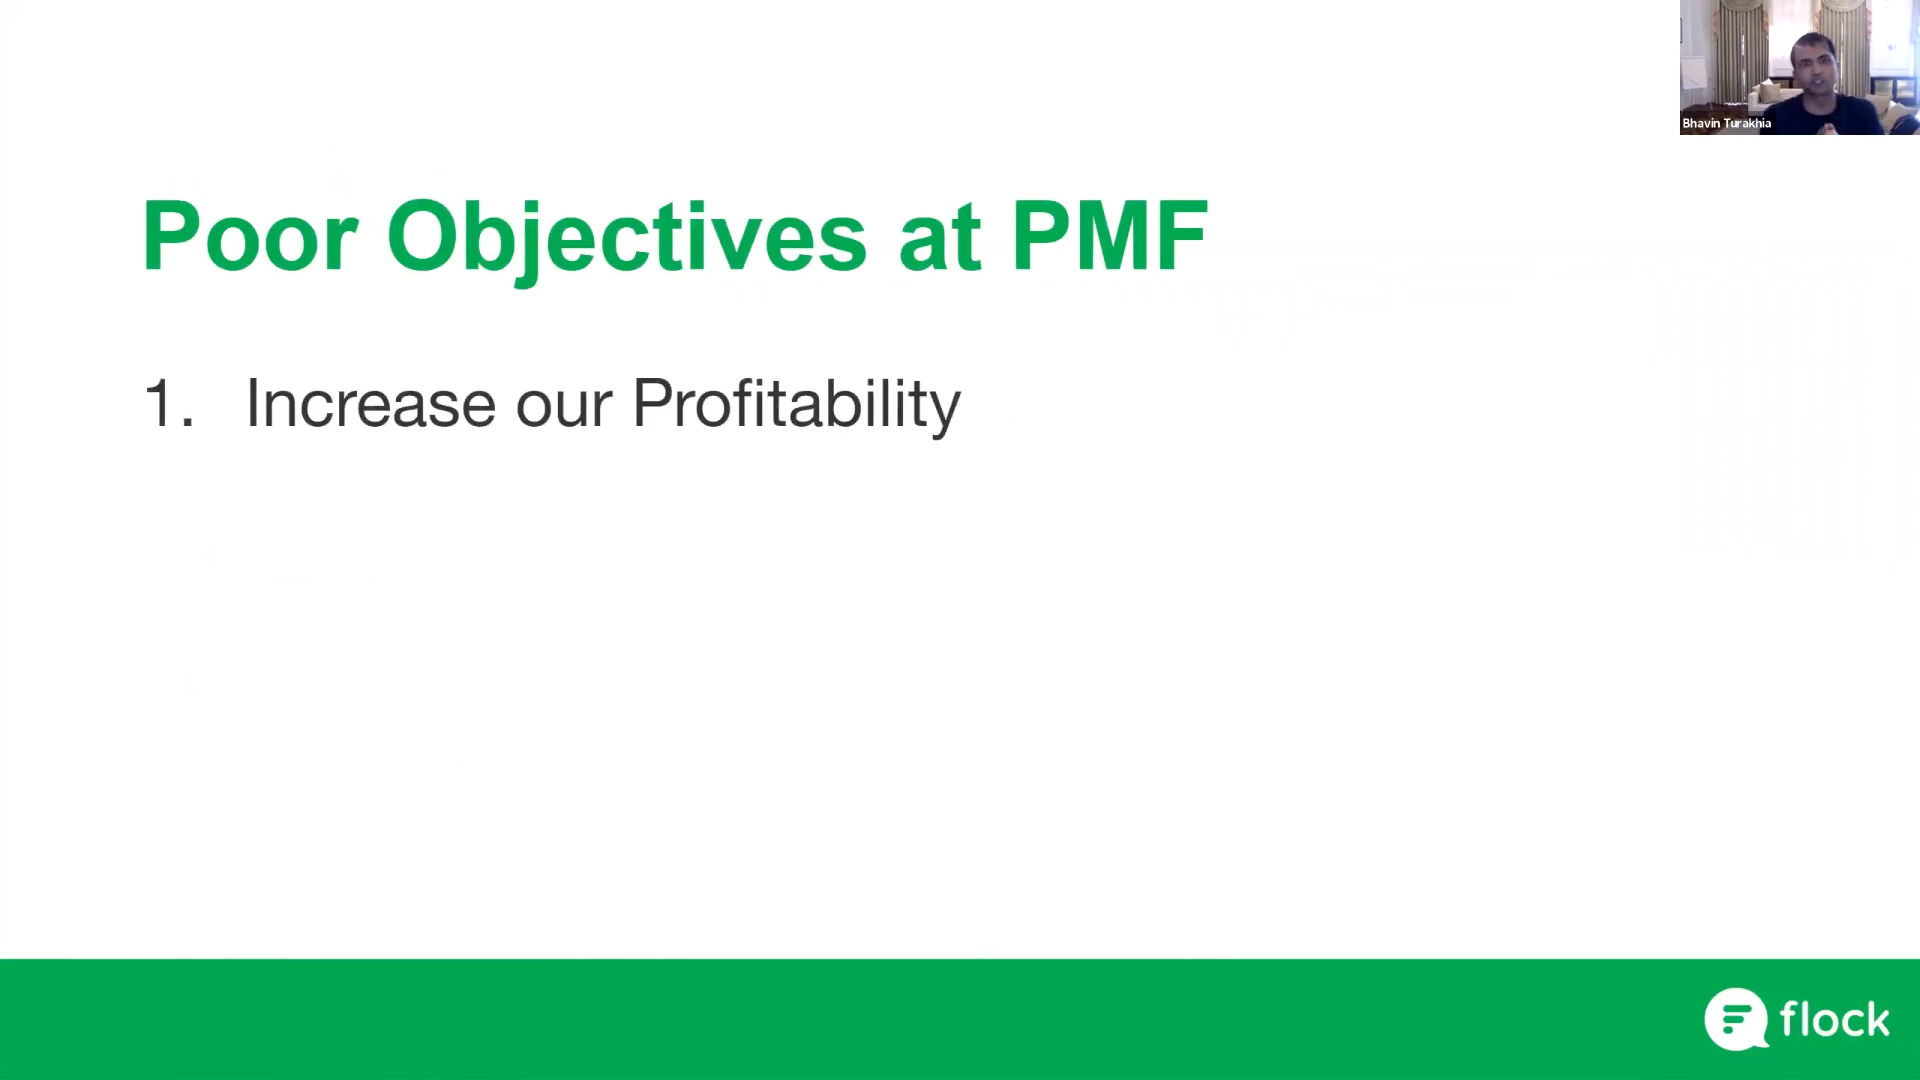 Bhavin Turakhia
Poor Objectives at PMF
1. Increase our Profitability
flock